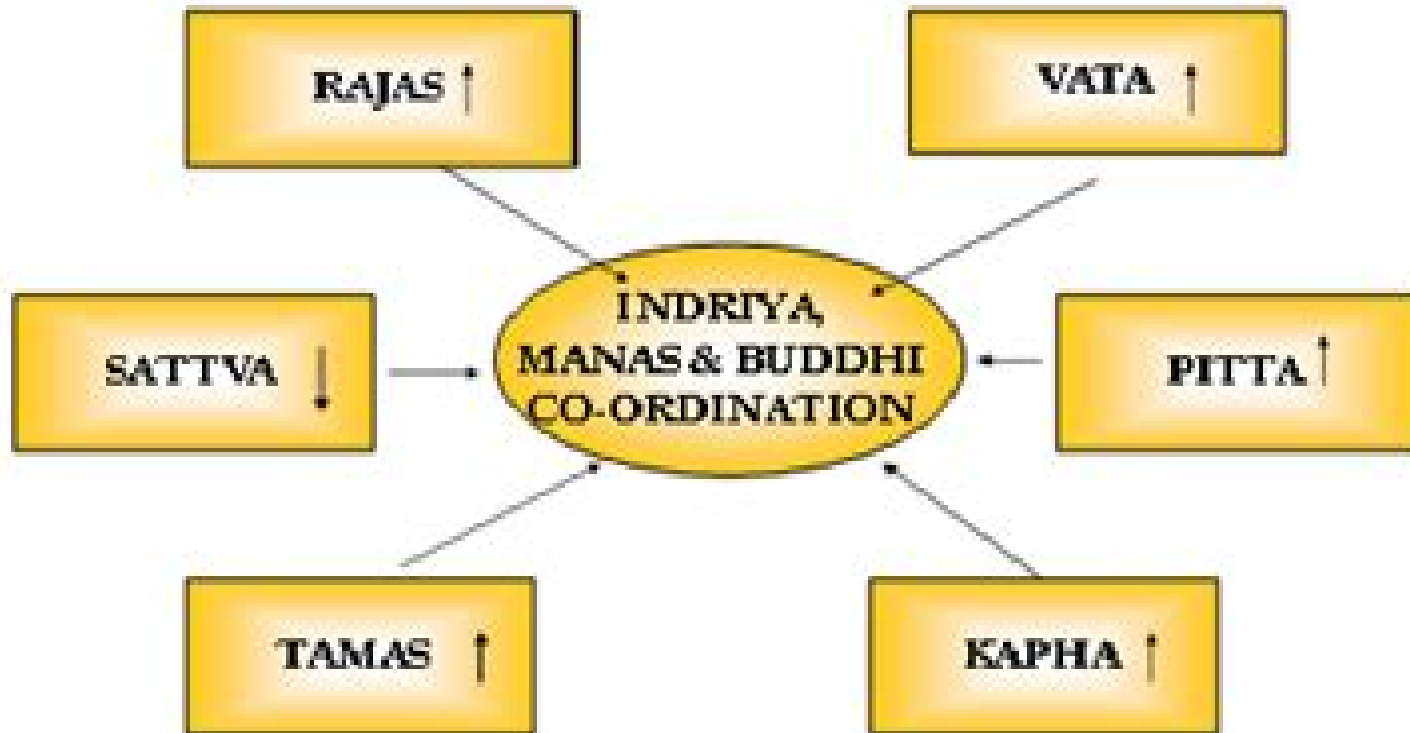 RAJAS ↑
VATA ↑
SATTVA ↓
INDRIYA,
MANAS & BUDDHI
CO-ORDINATION
PITTA ↑
TAMAS ↑
KAPHA ↑